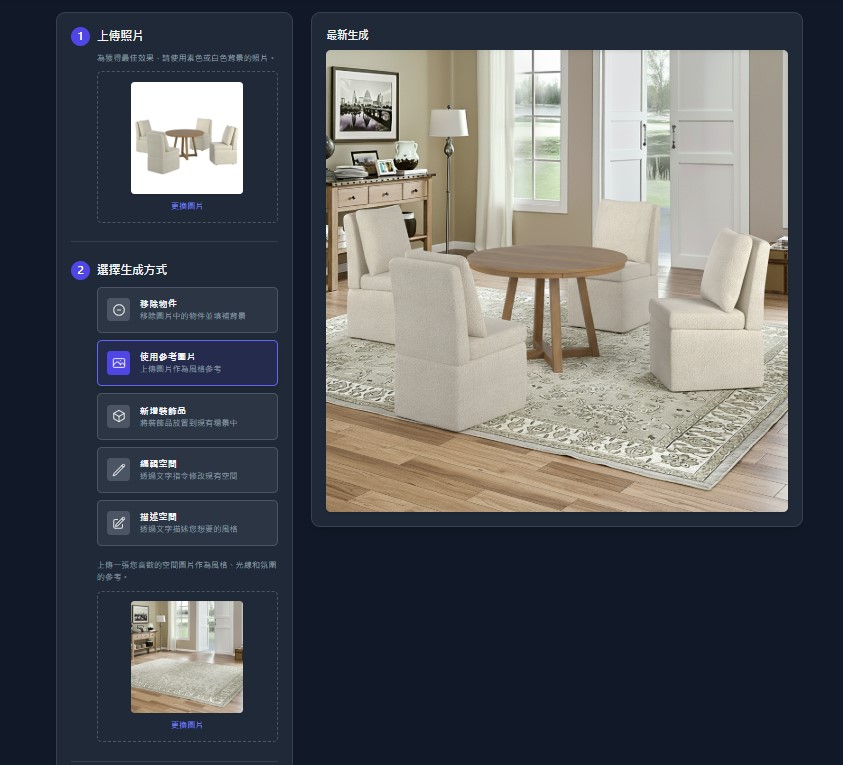 1 上傳照片
為獲得最佳效果，請使用素色或白色背景的照片。
更換圖片
2 選擇生成方式
移除物件
移除圖片中的物件並填補背景
使用參考圖片
上傳圖片作為風格參考
新增裝飾品
將裝飾品放置到現有場景中
編輯空間
透過文字指令修改現有空間
描述空間
透過文字描述您想要的風格
上傳一張您喜歡的空間圖片作為風格、光線和氛圍
的參考。
更換圖片
最新生成